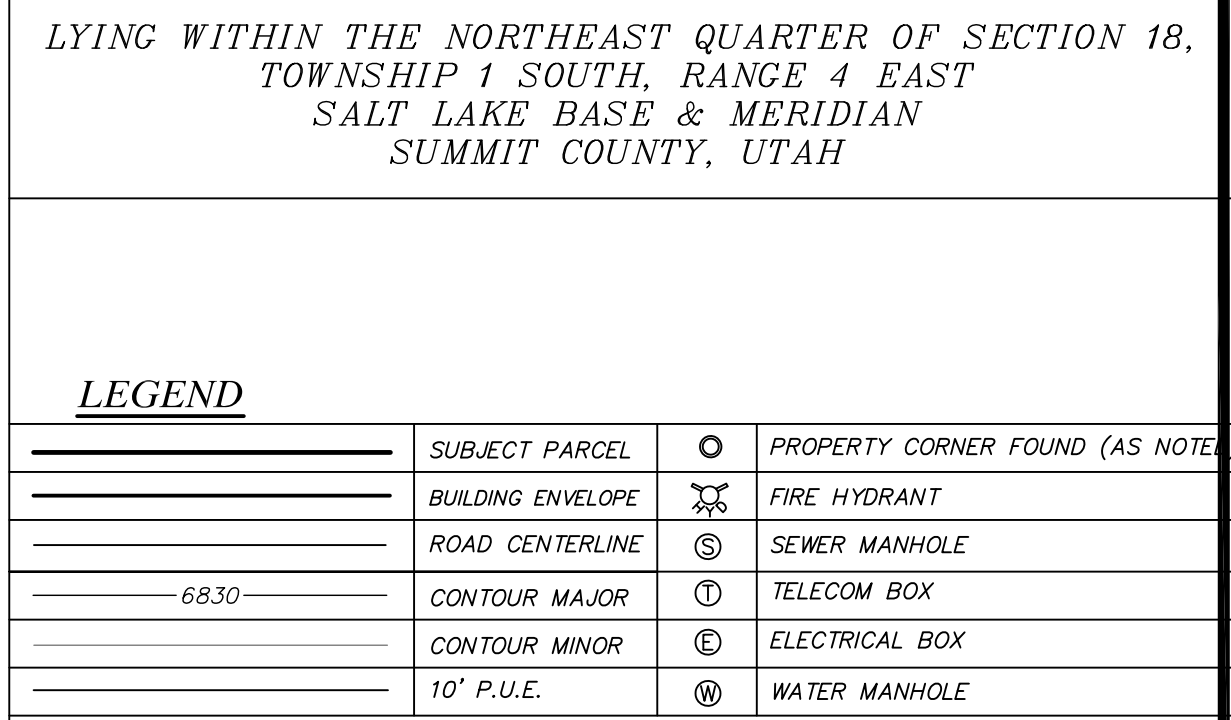 LYING WITHIN THE NORTHEAST QUARTER OF SECTION 18,
TOWNSHIP 1 SOUTH, RANGE 4 EAST
SALT LAKE BASE & MERIDIAN
SUMMIT COUNTY, UTAH
LEGEND
SUBJECT PARCEL PROPERTY CORNER FOUND (AS NOTED)
BUILDING ENVELOPE FIRE HYDRANT
ROAD CENTERLINE S SEWER MANHOLE
6830 CONTOUR MAJOR T TELECOM BOX
CONTOUR MINOR E ELECTRICAL BOX
10' P.U.E. W WATER MANHOLE